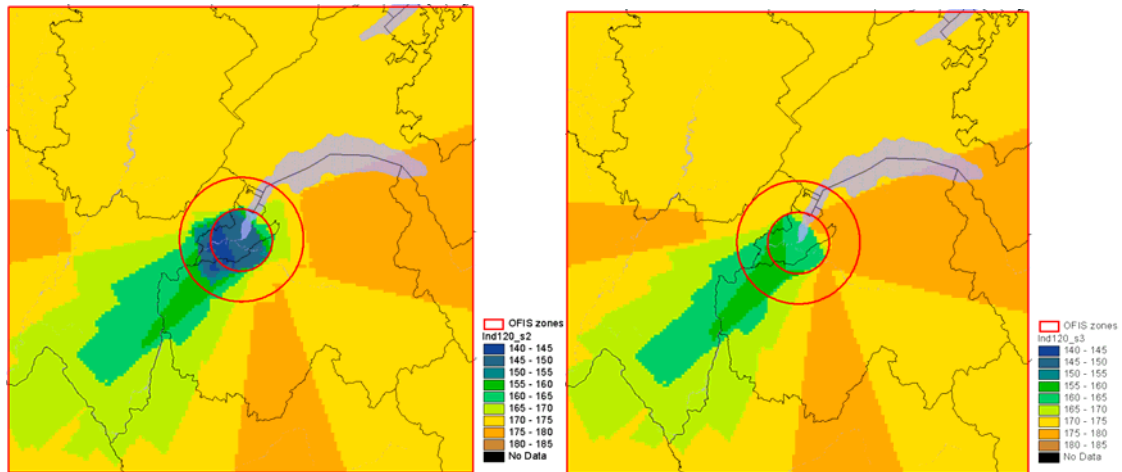 OFIS zones
Ind120_s2
140 - 145
145 - 150
150 - 155
155 - 160
160 - 165
165 - 170
170 - 175
175 - 180
180 - 185
No Data
OFIS zones
Ind120_s3
140 - 145
145 - 150
150 - 155
155 - 160
160 - 165
165 - 170
170 - 175
175 - 180
180 - 185
No Data